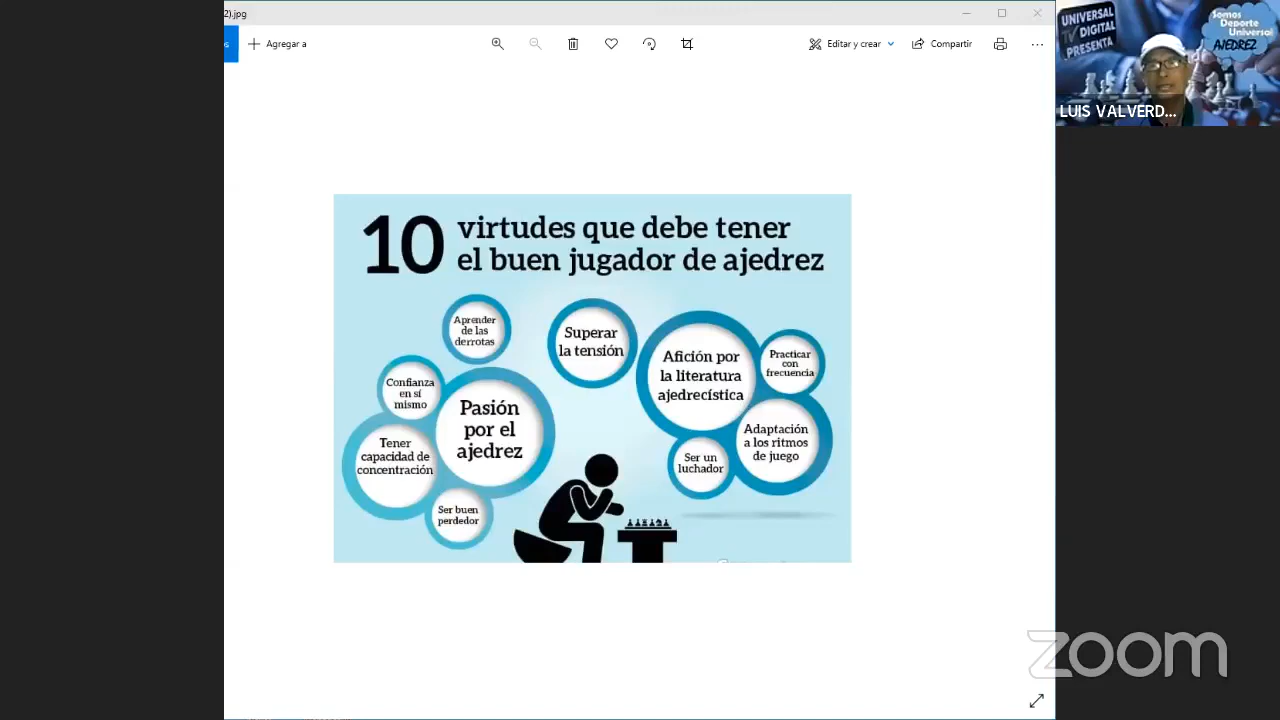 2).jpg
Agregar a
Editar y crear
Compartir
UNIVERSAL
TV DIGITAL
PRESENTA
Somos
Deporte
Universal
AJEDREZ
LUIS VALVERD...
10
virtudes que debe tener
el buen jugador de ajedrez
Aprender
de las
derrotas
Superar
la tensión
Afición por
la literatura
ajedrecística
Practicar
con
frecuencia
Confianza
en sí
mismo
Pasión
por el
ajedrez
Tener
capacidad de
concentración
Adaptación
a los ritmos
de juego
Ser un
luchador
Ser buen
perdedor
zoom